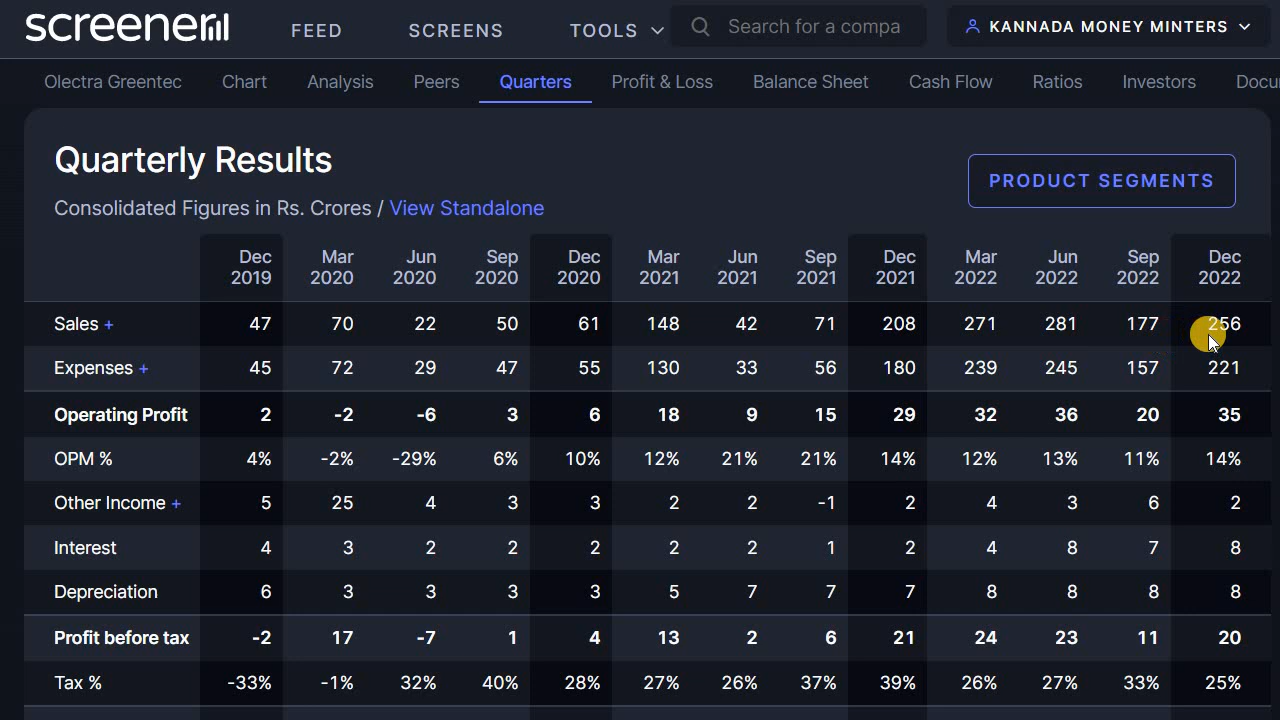 screener
FEED SCREENS TOOLS Search for a compa KANNADA MONEY MINTERS
Olectra Greentec Chart Analysis Peers Quarters Profit & Loss Balance Sheet Cash Flow Ratios Investors Docu
Quarterly Results
PRODUCT SEGMENTS
Consolidated Figures in Rs. Crores / View Standalone
Dec 2019 Mar 2020 Jun 2020 Sep 2020 Dec 2020 Mar 2021 Jun 2021 Sep 2021 Dec 2021 Mar 2022 Jun 2022 Sep 2022 Dec 2022
Sales + 47 70 22 50 61 148 42 71 208 271 281 177 256
Expenses + 45 72 29 47 55 130 33 56 180 239 245 157 221
Operating Profit 2 -2 -6 3 6 18 9 15 29 32 36 20 35
OPM % 4% -2% -29% 6% 10% 12% 21% 21% 14% 12% 13% 11% 14%
Other Income + 5 25 4 3 3 2 2 -1 2 4 3 6 2
Interest 4 3 2 2 2 2 2 1 2 4 8 7 8
Depreciation 6 3 3 3 3 5 7 7 7 8 8 8 8
Profit before tax -2 17 -7 1 4 13 2 6 21 24 23 11 20
Tax % -33% -1% 32% 40% 28% 27% 26% 37% 39% 26% 27% 33% 25%